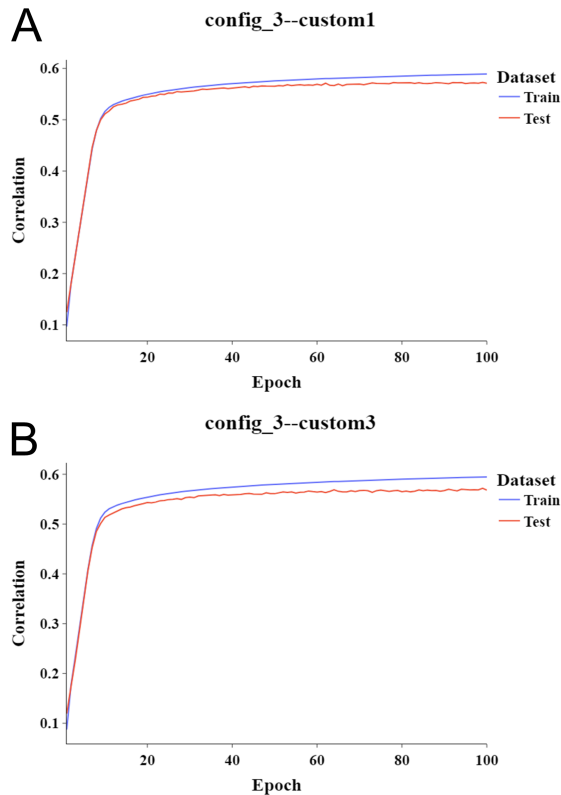 A
config_3--custom1
0.6
0.5
0.4
0.3
0.2
0.1
Correlation
20 40 60 80 100
Epoch
Dataset
Train
Test
B
config_3--custom3
0.6
0.5
0.4
0.3
0.2
0.1
Correlation
20 40 60 80 100
Epoch
Dataset
Train
Test